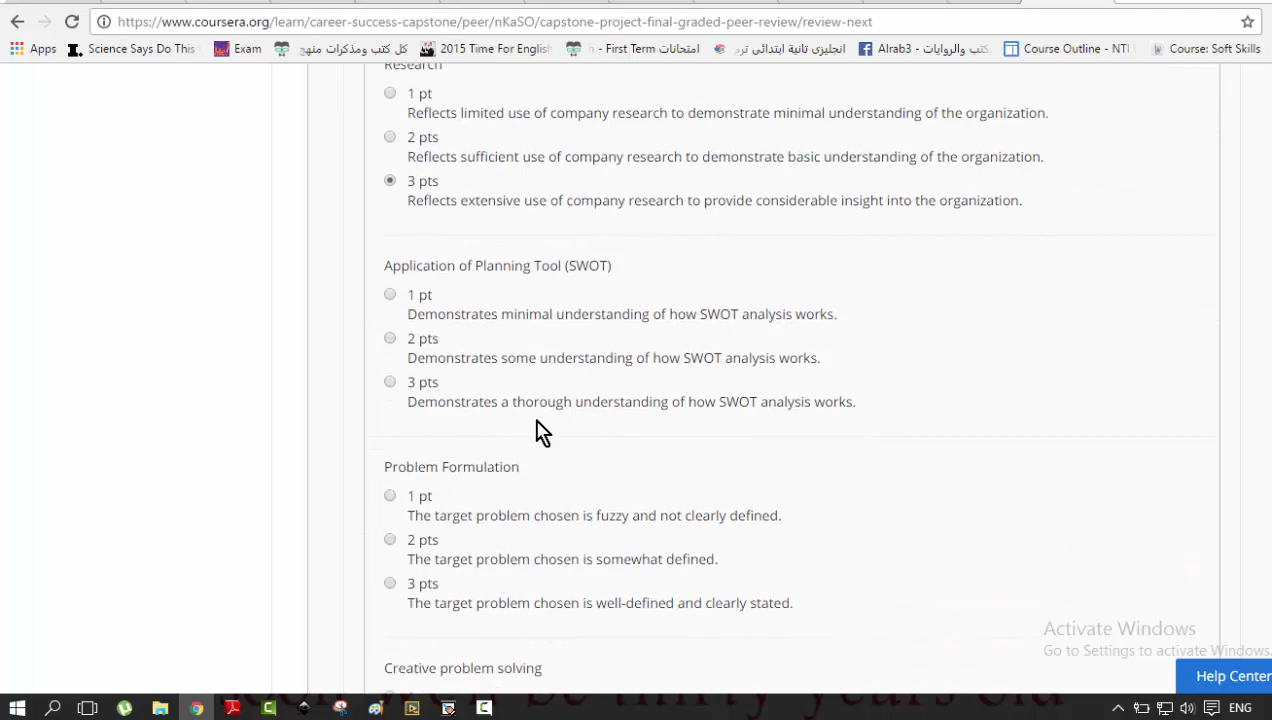 https://www.coursera.org/learn/career-success-capstone/peer/nKaSO/capstone-project-final-graded-peer-review/review-next
Apps Science Says Do This Exam كل كتب ومذكرات منهج 2015 Time For English امتحانات First Term - n انجليزى تانية ابتدائى ترم كتب والروايات - Alrab3 Course Outline - NTI Course: Soft Skills
Research
1 pt
Reflects limited use of company research to demonstrate minimal understanding of the organization.
2 pts
Reflects sufficient use of company research to demonstrate basic understanding of the organization.
3 pts
Reflects extensive use of company research to provide considerable insight into the organization.
Application of Planning Tool (SWOT)
1 pt
Demonstrates minimal understanding of how SWOT analysis works.
2 pts
Demonstrates some understanding of how SWOT analysis works.
3 pts
Demonstrates a thorough understanding of how SWOT analysis works.
Problem Formulation
1 pt
The target problem chosen is fuzzy and not clearly defined.
2 pts
The target problem chosen is somewhat defined.
3 pts
The target problem chosen is well-defined and clearly stated.
Activate Windows
Go to Settings to activate Windows.
Creative problem solving
Help Center
ENG